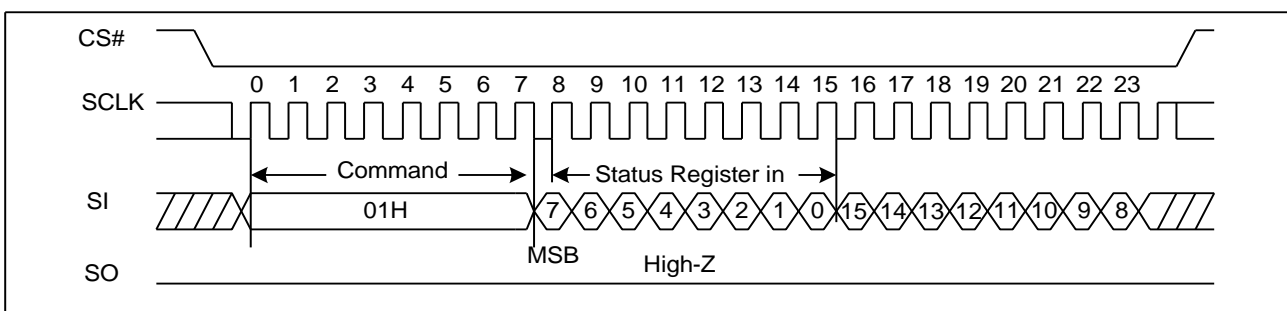 CS#
0 1 2 3 4 5 6 7 8 9 10 11 12 13 14 15 16 17 18 19 20 21 22 23
SCLK
Command Status Register in
SI 01H 7 6 5 4 3 2 1 0 15 14 13 12 11 10 9 8
MSB High-Z
SO